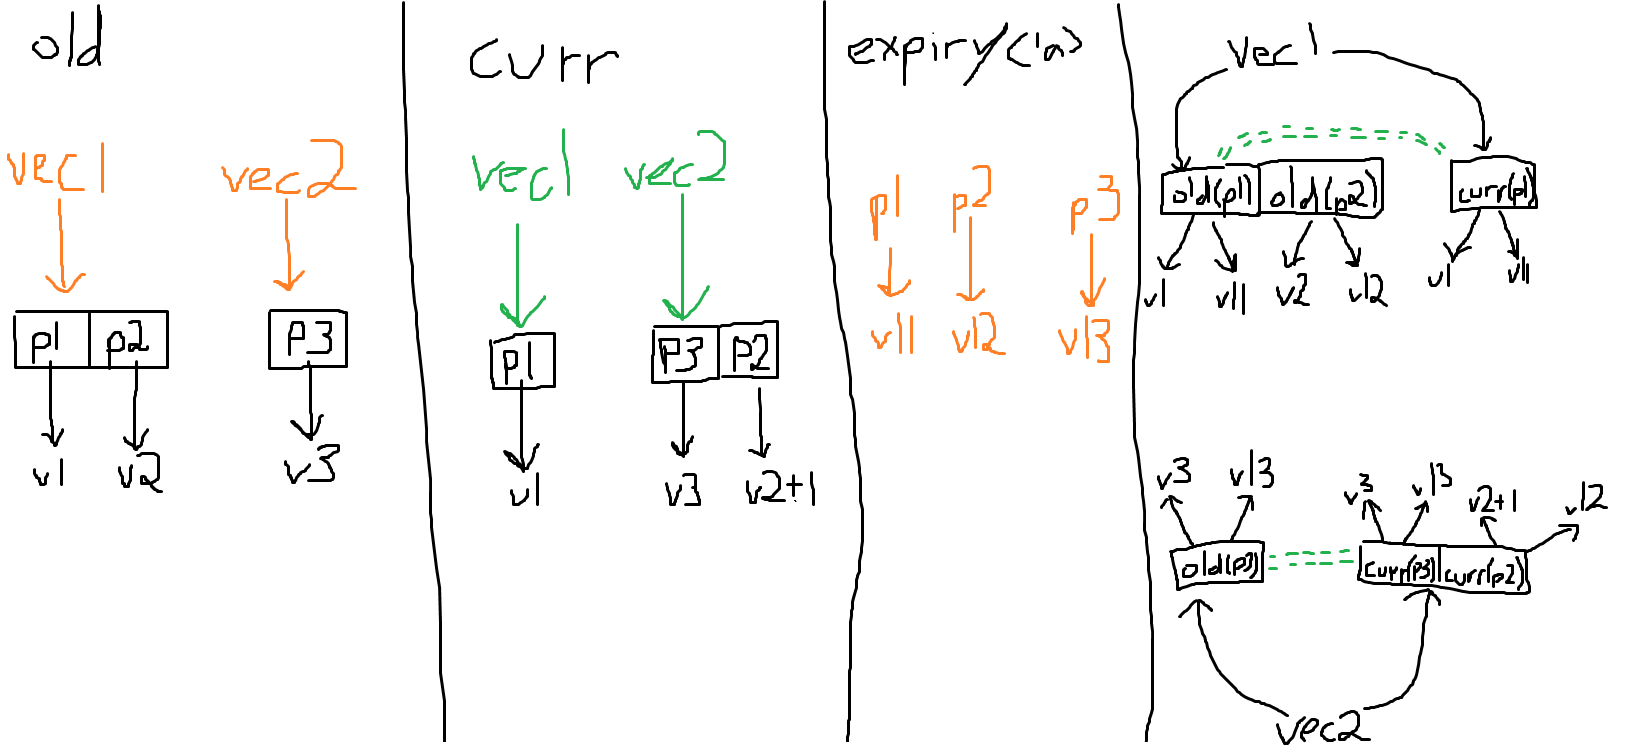 old
vec1 vec2
p1 p2 p3
v1 v2 v3
curr
vec1 vec2
p1 p3 p2
v1 v3 v2+1
expiry<'a>
p1 p2 p3
v11 v12 v13
vec1
old(p1) old(p2) curr(p1)
v1 v11 v2 v12 v1 v11
v3 v13 v3 v13 v2+1 v12
old(p3) curr(p3) curr(p2)
vec2